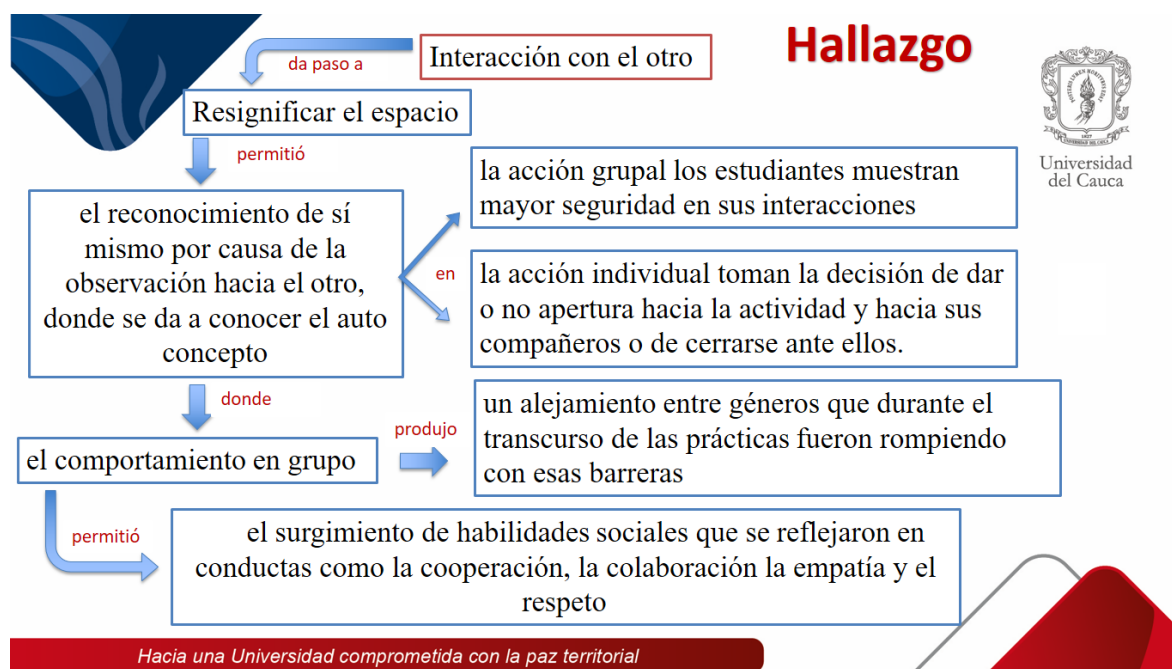 Hallazgo
Interacción con el otro
da paso a
Resignificar el espacio
permitió
el reconocimiento de sí
mismo por causa de la
observación hacia el otro,
donde se da a conocer el auto
concepto
en
la acción grupal los estudiantes muestran
mayor seguridad en sus interacciones
la acción individual toman la decisión de dar
o no apertura hacia la actividad y hacia sus
compañeros o de cerrarse ante ellos.
donde
el comportamiento en grupo
produjo
un alejamiento entre géneros que durante el
transcurso de las prácticas fueron rompiendo
con esas barreras
permitió
el surgimiento de habilidades sociales que se reflejaron en
conductas como la cooperación, la colaboración la empatía y el
respeto
Universidad
del Cauca
Hacia una Universidad comprometida con la paz territorial